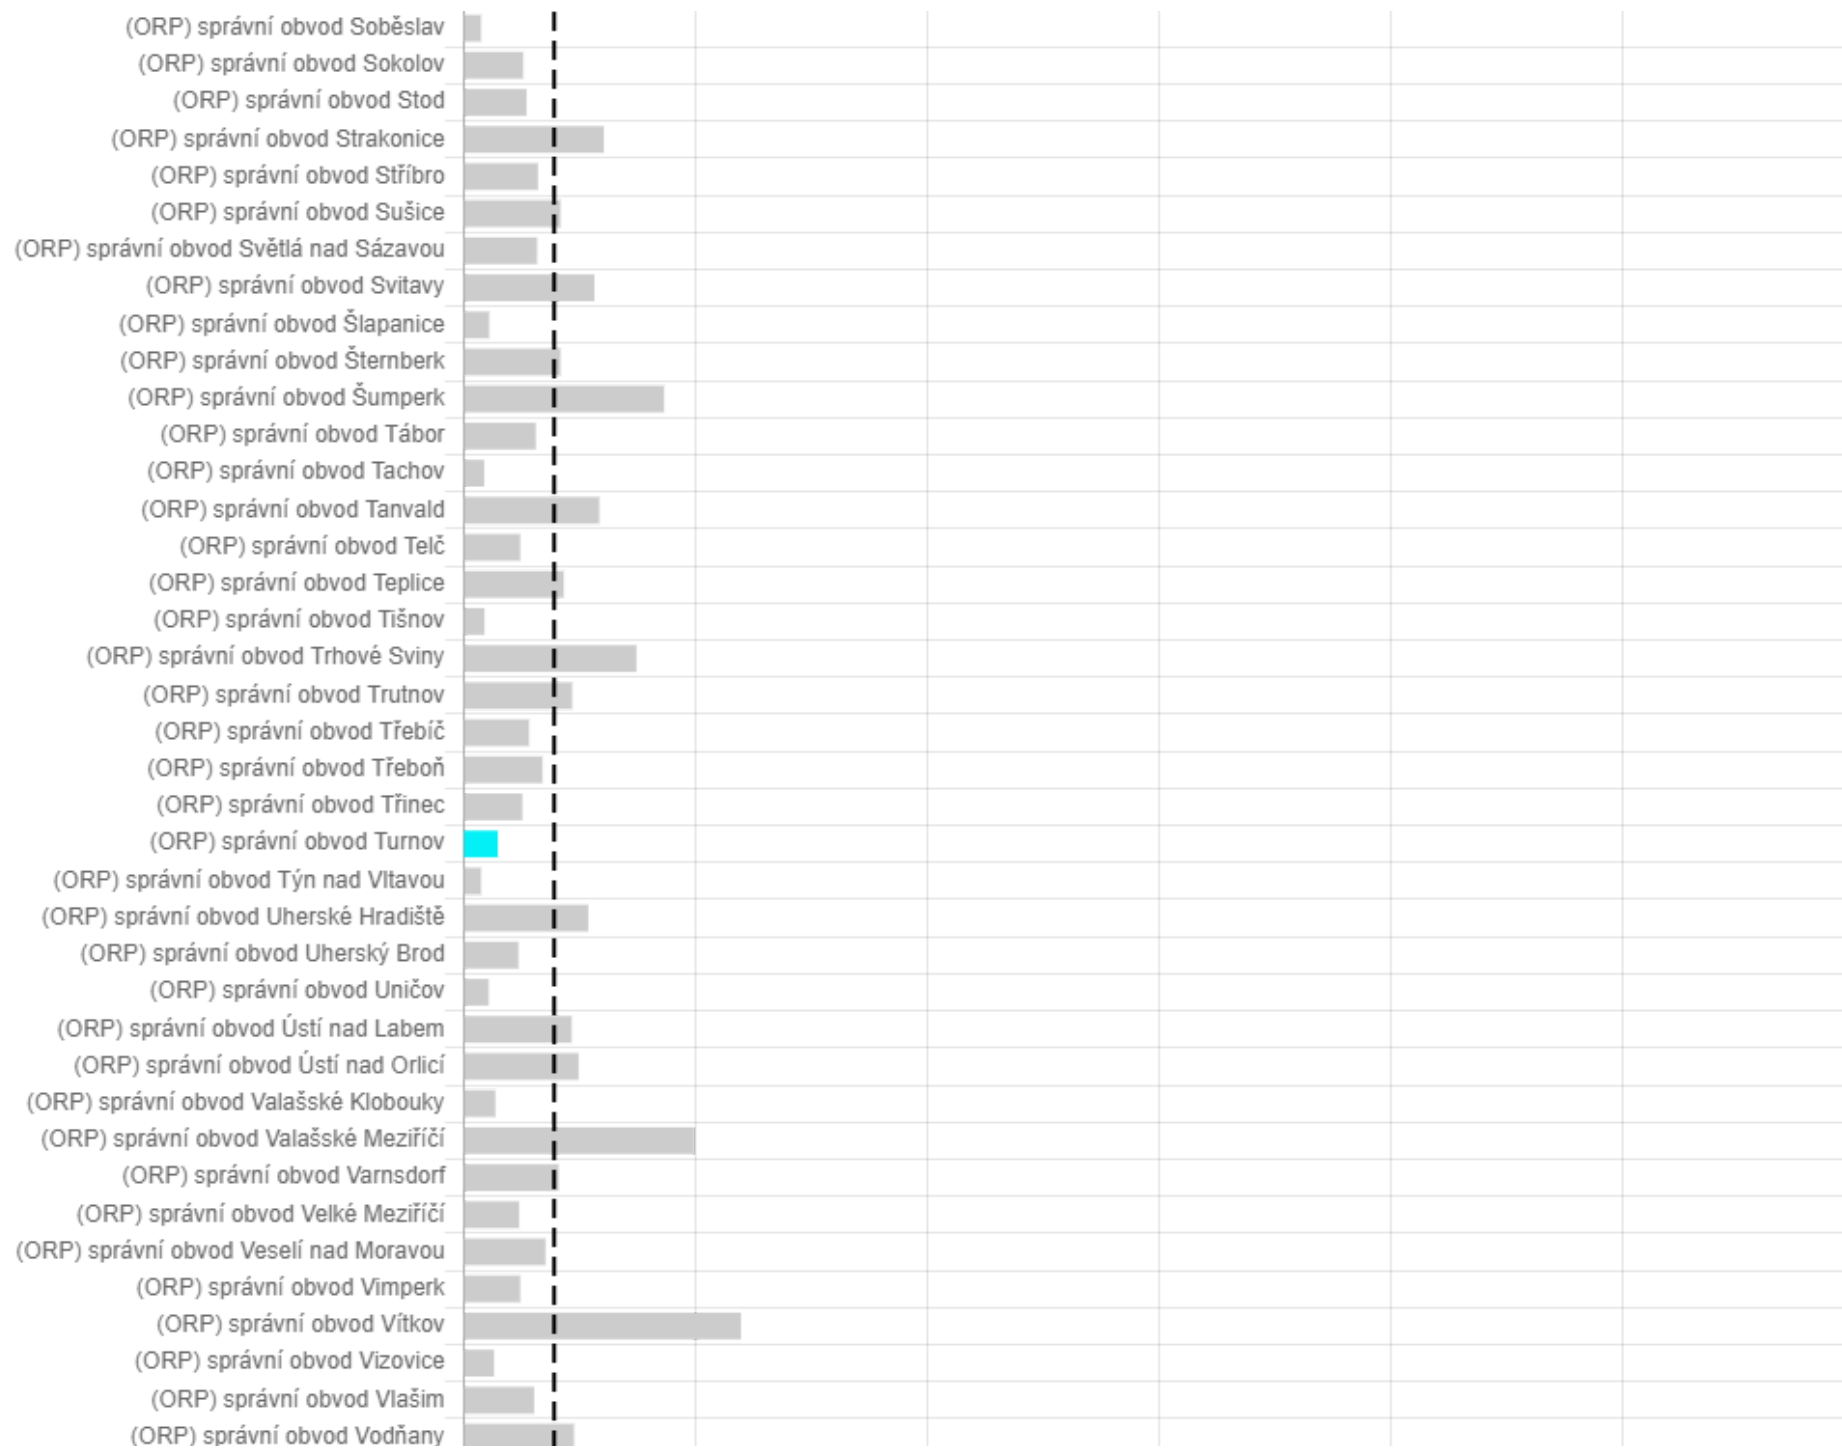 (ORP) správní obvod Soběslav
(ORP) správní obvod Sokolov
(ORP) správní obvod Stod
(ORP) správní obvod Strakonice
(ORP) správní obvod Stříbro
(ORP) správní obvod Sušice
(ORP) správní obvod Světlá nad Sázavou
(ORP) správní obvod Svitavy
(ORP) správní obvod Šlapanice
(ORP) správní obvod Šternberk
(ORP) správní obvod Šumperk
(ORP) správní obvod Tábor
(ORP) správní obvod Tachov
(ORP) správní obvod Tanvald
(ORP) správní obvod Telč
(ORP) správní obvod Teplice
(ORP) správní obvod Tišnov
(ORP) správní obvod Trhové Sviny
(ORP) správní obvod Trutnov
(ORP) správní obvod Třebíč
(ORP) správní obvod Třeboň
(ORP) správní obvod Třinec
(ORP) správní obvod Turnov
(ORP) správní obvod Týn nad Vltavou
(ORP) správní obvod Uherské Hradiště
(ORP) správní obvod Uherský Brod
(ORP) správní obvod Uničov
(ORP) správní obvod Ústí nad Labem
(ORP) správní obvod Ústí nad Orlicí
(ORP) správní obvod Valašské Klobouky
(ORP) správní obvod Valašské Meziříčí
(ORP) správní obvod Varnsdorf
(ORP) správní obvod Velké Meziříčí
(ORP) správní obvod Veselí nad Moravou
(ORP) správní obvod Vimperk
(ORP) správní obvod Vítkov
(ORP) správní obvod Vizovice
(ORP) správní obvod Vlašim
(ORP) správní obvod Vodňany